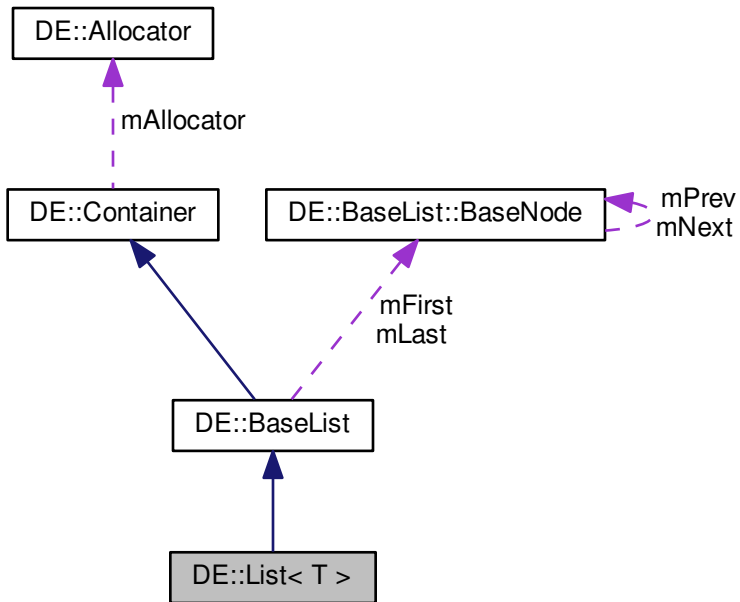 DE::Allocator
mAllocator
DE::Container
DE::BaseList::BaseNode
mPrev
mNext
mFirst
mLast
DE::BaseList
DE::List< T >